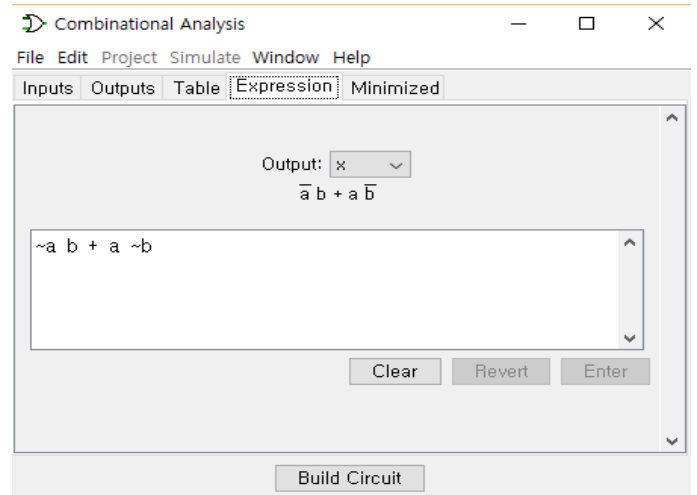 Combinational Analysis
File Edit Project Simulate Window Help
Inputs Outputs Table Expression Minimized
Output: x
a̅ b + a b̅
~a b + a ~b
Clear Revert Enter
Build Circuit